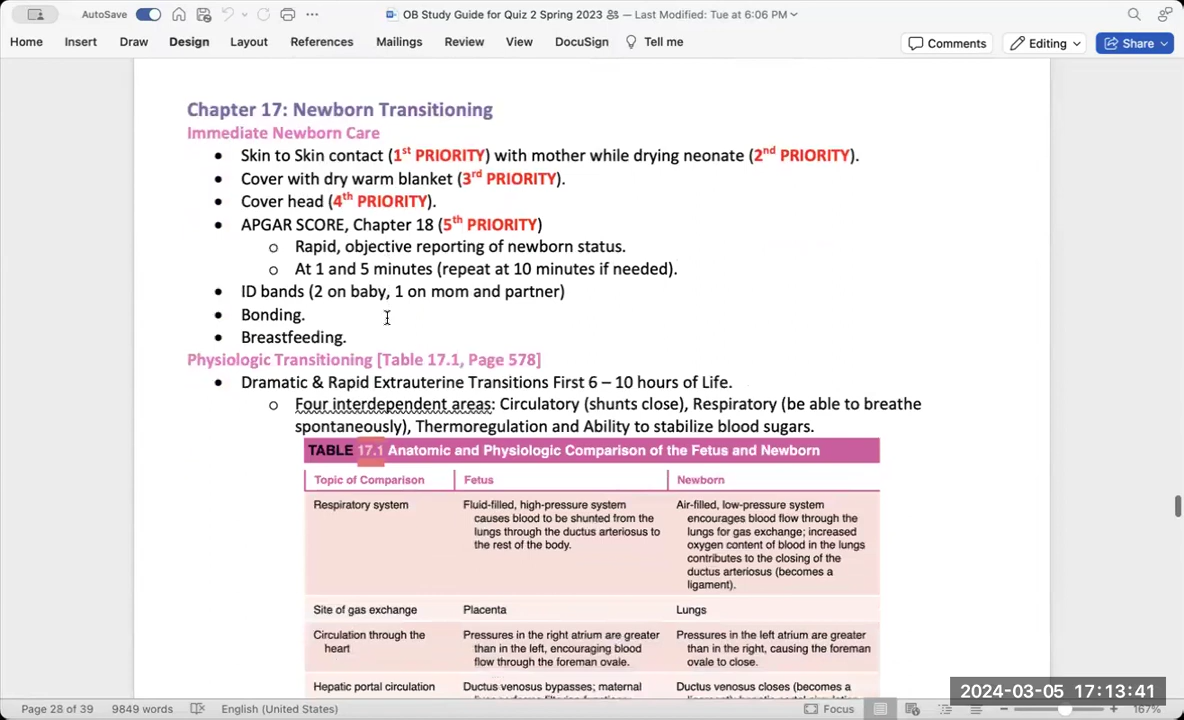 AutoSave
OB Study Guide for Quiz 2 Spring 2023 — Last Modified: Tue at 6:06 PM
Home Insert Draw Design Layout References Mailings Review View DocuSign Tell me
Comments Editing Share
Chapter 17: Newborn Transitioning
Immediate Newborn Care
• Skin to Skin contact (1st PRIORITY) with mother while drying neonate (2nd PRIORITY).
• Cover with dry warm blanket (3rd PRIORITY).
• Cover head (4th PRIORITY).
• APGAR SCORE, Chapter 18 (5th PRIORITY)
o Rapid, objective reporting of newborn status.
o At 1 and 5 minutes (repeat at 10 minutes if needed).
• ID bands (2 on baby, 1 on mom and partner)
• Bonding.
• Breastfeeding.
Physiologic Transitioning [Table 17.1, Page 578]
• Dramatic & Rapid Extrauterine Transitions First 6 – 10 hours of Life.
o Four interdependent areas: Circulatory (shunts close), Respiratory (be able to breathe
spontaneously), Thermoregulation and Ability to stabilize blood sugars.
TABLE 17.1 Anatomic and Physiologic Comparison of the Fetus and Newborn
Topic of Comparison Fetus Newborn
Respiratory system
Fluid-filled, high-pressure system
causes blood to be shunted from the
lungs through the ductus arteriosus to
the rest of the body.
Air-filled, low-pressure system
encourages blood flow through the
lungs for gas exchange; increased
oxygen content of blood in the lungs
contributes to the closing of the
ductus arteriosus (becomes a
ligament).
Site of gas exchange Placenta Lungs
Circulation through the
heart
Pressures in the right atrium are greater
than in the left, encouraging blood
flow through the foreman ovale.
Pressures in the left atrium are greater
than in the right, causing the foreman
ovale to close.
Hepatic portal circulation Ductus venosus bypasses; maternal Ductus venosus closes (becomes a
2024-03-05 17:13:41
Page 28 of 39 9849 words English (United States) Focus 167%